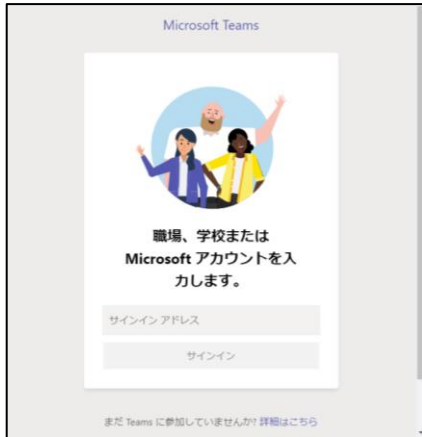 Microsoft Teams
職場、学校または
Microsoft アカウントを入
力します。
サインイン アドレス
サインイン
まだ Teams に参加していませんか? 詳細はこちら